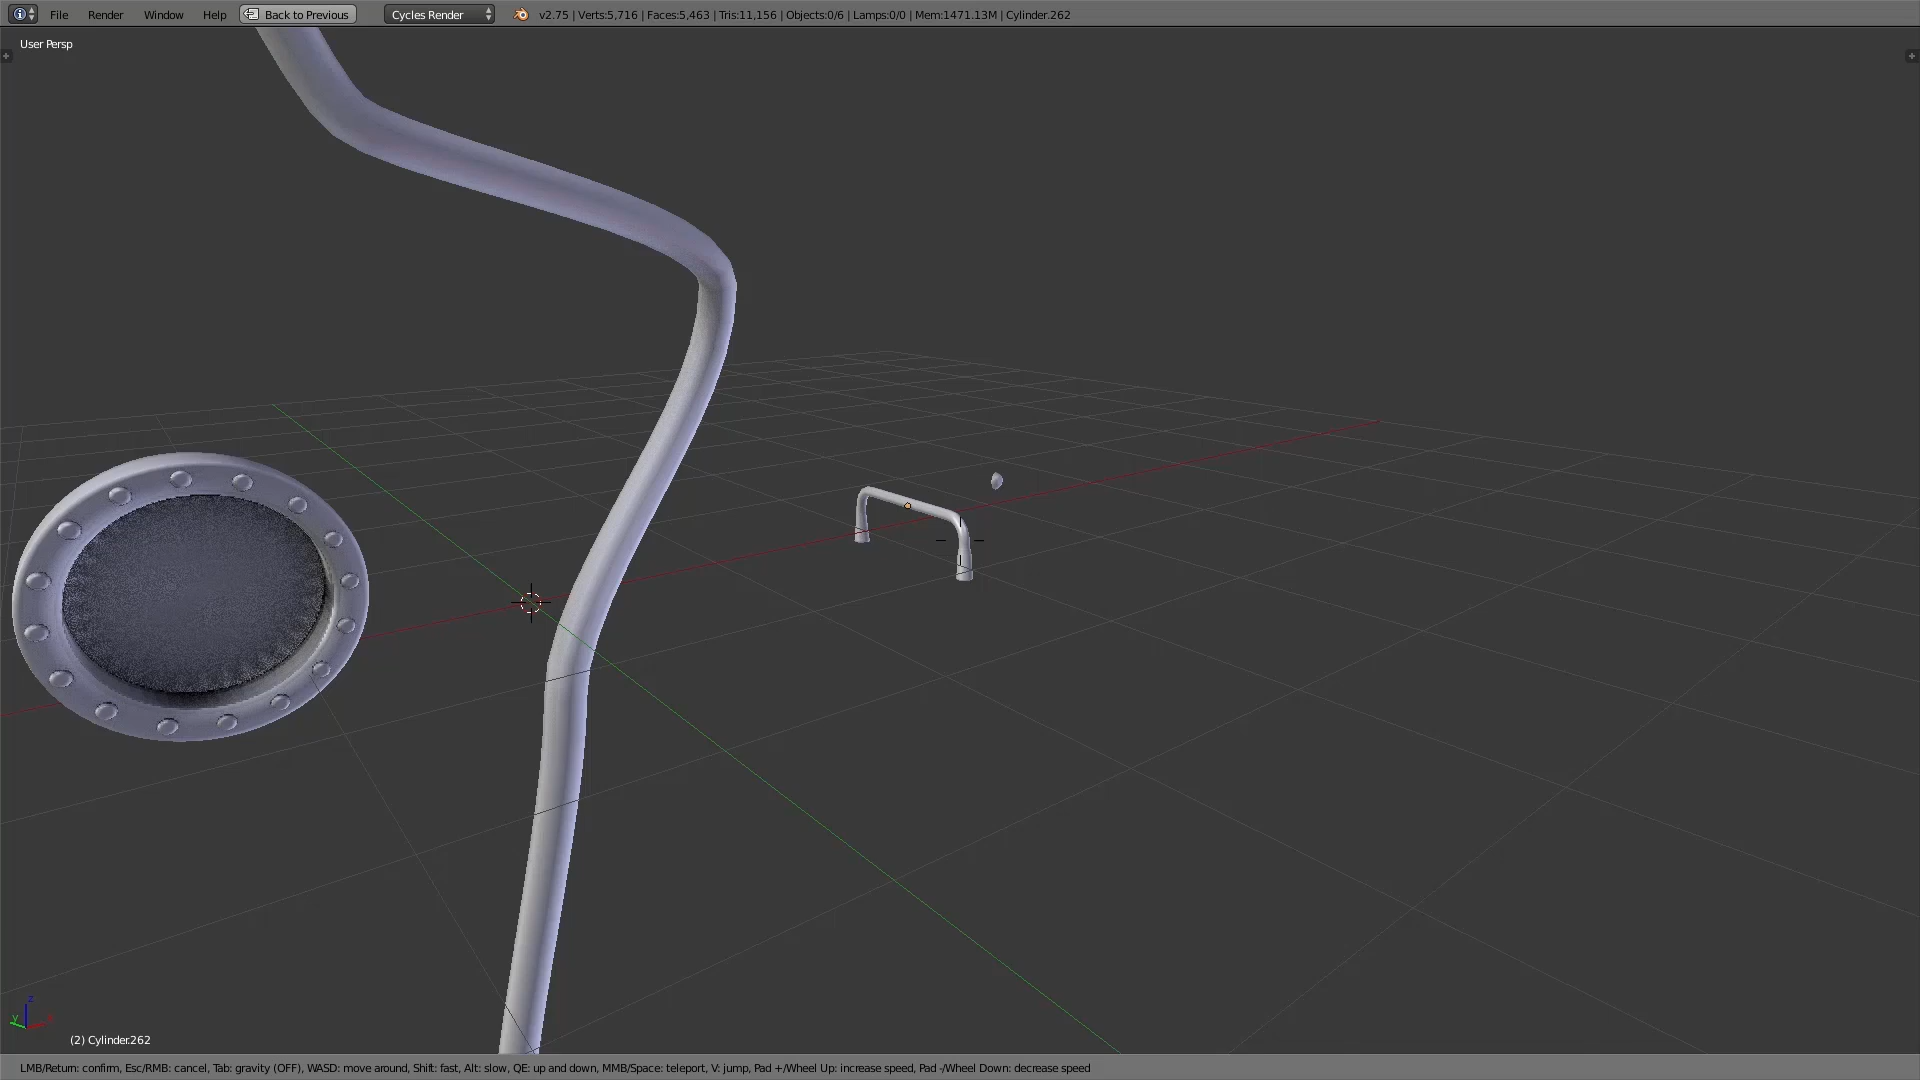 File Render Window Help Back to Previous Cycles Render v2.75 | Verts:5,716 | Faces:5,463 | Tris:11,156 | Objects:0/6 | Lamps:0/0 | Mem:1471.13M | Cylinder.262
User Persp
z
y x
(2) Cylinder.262
LMB/Return: confirm, Esc/RMB: cancel, Tab: gravity (OFF), WASD: move around, Shift: fast, Alt: slow, QE: up and down, MMB/Space: teleport, V: jump, Pad +/Wheel Up: increase speed, Pad -/Wheel Down: decrease speed